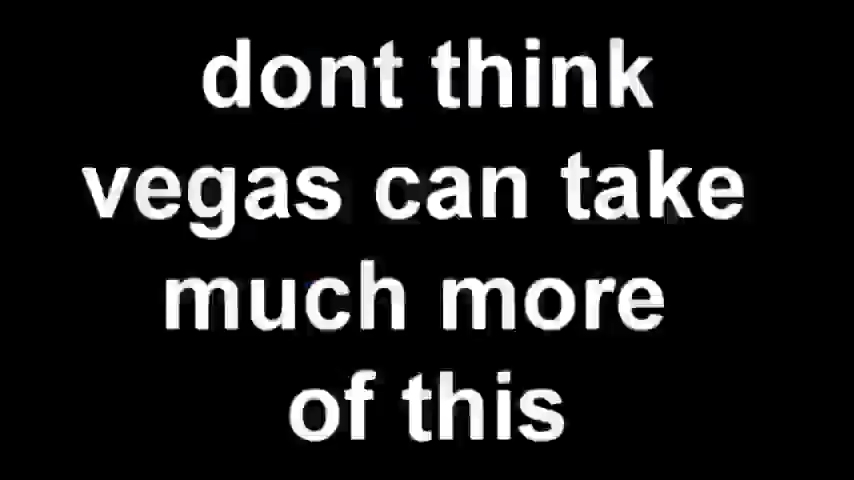 dont think
vegas can take
much more
of this